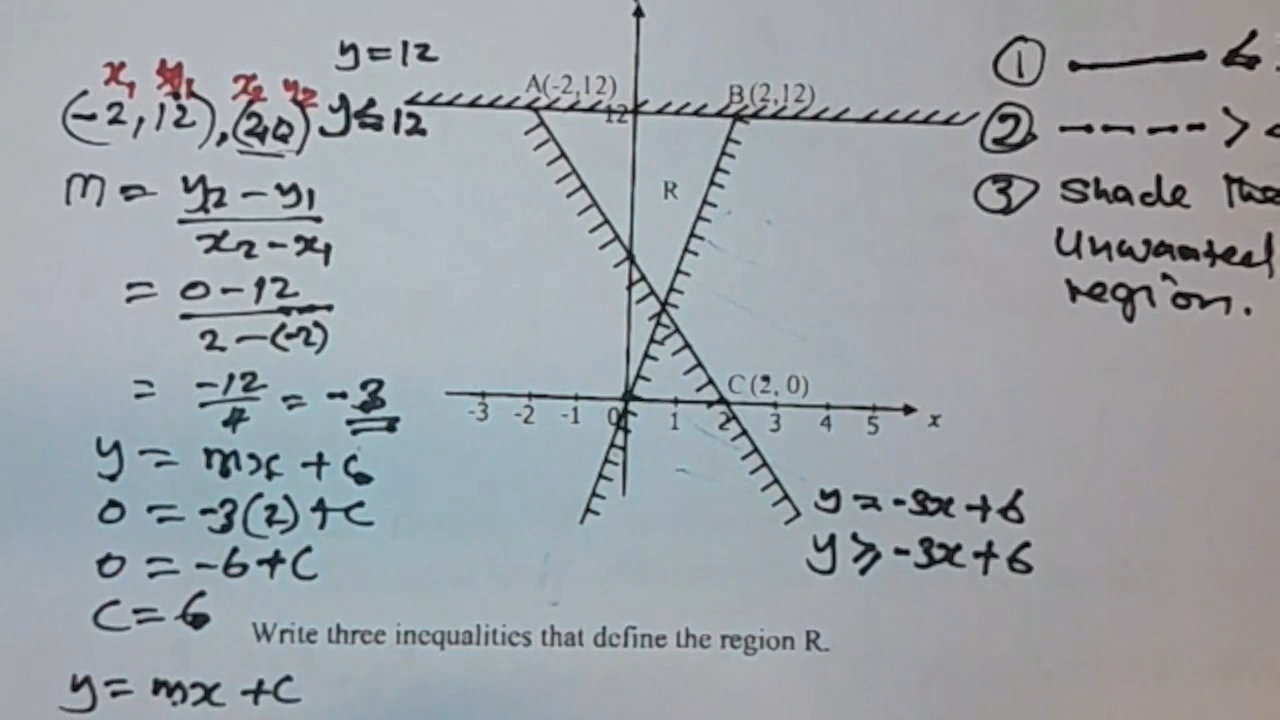 x₁ y₁ x₂ y₂
(-2, 12), (2, 0)
y = 12
y ≤ 12
m = y₂ - y₁
x₂ - x₁
= 0 - 12
2 - (-2)
= -12 = -3
4
y = mx + c
0 = -3(2) + c
0 = -6 + c
c = 6
A(-2,12)
B(2,12)
12
R
C(2, 0)
-3 -2 -1 0 1 2 3 4 5 x
y = -3x + 6
y ≥ -3x + 6
① ≤
② >
③ Shade the
Unwanted
region.
Write three inequalities that define the region R.
y = mx + c